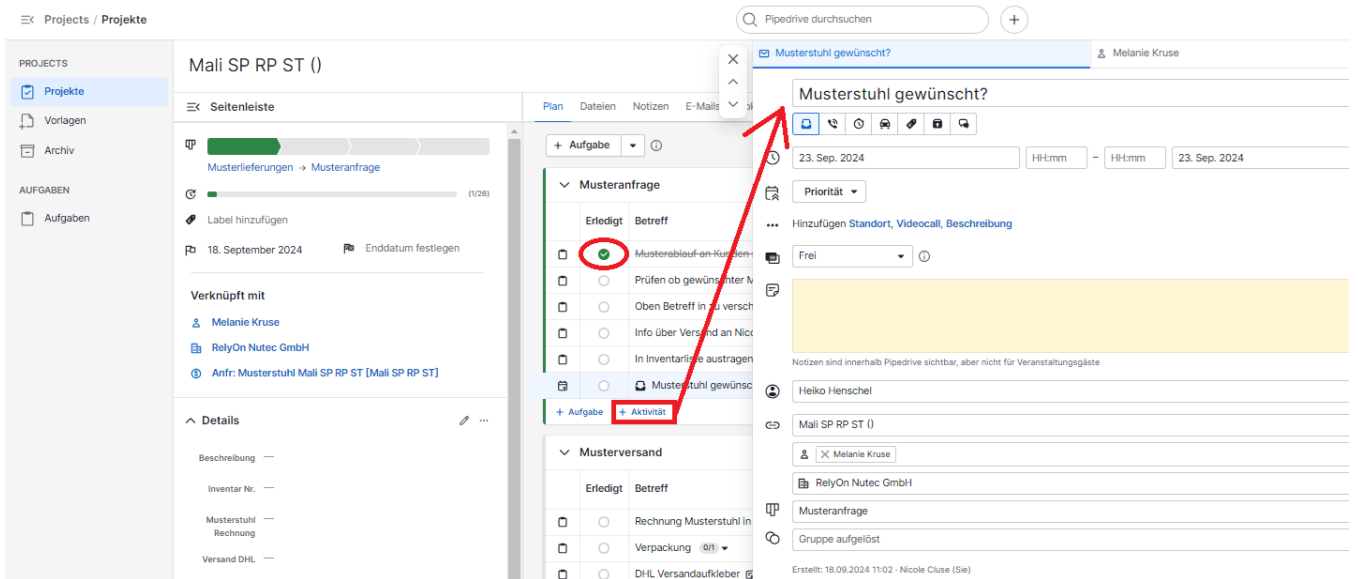 Projects / Projekte
Pipedrive durchsuchen
PROJECTS
Projekte
Vorlagen
Archiv
AUFGABEN
Aufgaben
Mali SP RP ST ()
Seitenleiste
Musterlieferungen → Musteranfrage
(1/26)
Label hinzufügen
18. September 2024 Enddatum festlegen
Verknüpft mit
Melanie Kruse
RelyOn Nutec GmbH
Anfr: Musterstuhl Mali SP RP ST [Mali SP RP ST]
Details
Beschreibung —
Inventar Nr. —
Musterstuhl —
Rechnung
Versand DHL —
Plan Dateien Notizen E-Mails
+ Aufgabe
Musteranfrage
Erledigt Betreff
Musterablauf an Kunden
Prüfen ob gewünschter M
Oben Betreff in zu versch
Info über Versand an Nico
In Inventarliste austragen
Musterstuhl gewünsc
+ Aufgabe + Aktivität
Musterversand
Erledigt Betreff
Rechnung Musterstuhl in
Verpackung 0/1
DHL Versandaufkleber
Musterstuhl gewünscht? Melanie Kruse
Musterstuhl gewünscht?
23. Sep. 2024 HH:mm – HH:mm 23. Sep. 2024
Priorität
Hinzufügen Standort, Videocall, Beschreibung
Frei
Notizen sind innerhalb Pipedrive sichtbar, aber nicht für Veranstaltungsgäste
Heiko Henschel
Mali SP RP ST ()
Melanie Kruse
RelyOn Nutec GmbH
Musteranfrage
Gruppe aufgelöst
Erstellt: 18.09.2024 11:02 · Nicole Cluse (Sie)